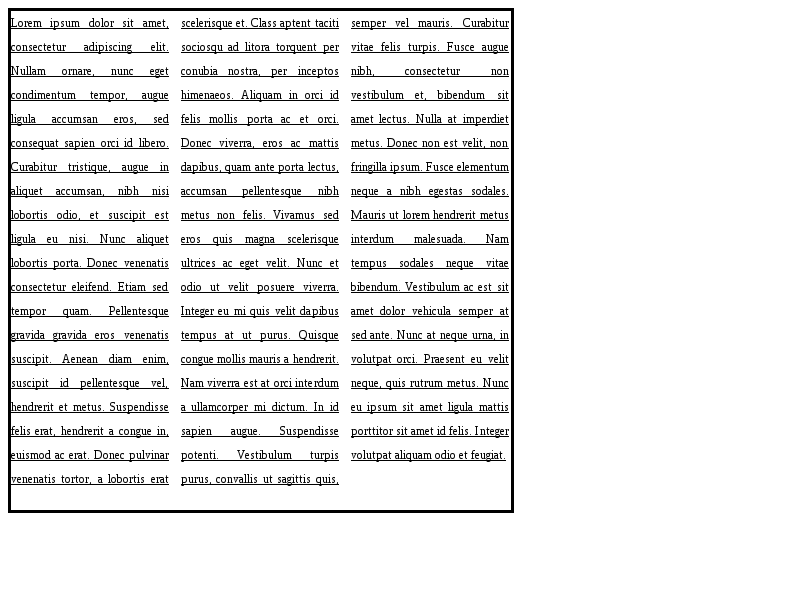 Lorem ipsum dolor sit amet,
consectetur adipiscing elit.
Nullam ornare, nunc eget
condimentum tempor, augue
ligula accumsan eros, sed
consequat sapien orci id libero.
Curabitur tristique, augue in
aliquet accumsan, nibh nisi
lobortis odio, et suscipit est
ligula eu nisi. Nunc aliquet
lobortis porta. Donec venenatis
consectetur eleifend. Etiam sed
tempor quam. Pellentesque
gravida gravida eros venenatis
suscipit. Aenean diam enim,
suscipit id pellentesque vel,
hendrerit et metus. Suspendisse
felis erat, hendrerit a congue in,
euismod ac erat. Donec pulvinar
venenatis tortor, a lobortis erat
scelerisque et. Class aptent taciti
sociosqu ad litora torquent per
conubia nostra, per inceptos
himenaeos. Aliquam in orci id
felis mollis porta ac et orci.
Donec viverra, eros ac mattis
dapibus, quam ante porta lectus,
accumsan pellentesque nibh
metus non felis. Vivamus sed
eros quis magna scelerisque
ultrices ac eget velit. Nunc et
odio ut velit posuere viverra.
Integer eu mi quis velit dapibus
tempus at ut purus. Quisque
congue mollis mauris a hendrerit.
Nam viverra est at orci interdum
a ullamcorper mi dictum. In id
sapien augue. Suspendisse
potenti. Vestibulum turpis
purus, convallis ut sagittis quis,
semper vel mauris. Curabitur
vitae felis turpis. Fusce augue
nibh, consectetur non
vestibulum et, bibendum sit
amet lectus. Nulla at imperdiet
metus. Donec non est velit, non
fringilla ipsum. Fusce elementum
neque a nibh egestas sodales.
Mauris ut lorem hendrerit metus
interdum malesuada. Nam
tempus sodales neque vitae
bibendum. Vestibulum ac est sit
amet dolor vehicula semper at
sed ante. Nunc at neque urna, in
volutpat orci. Praesent eu velit
neque, quis rutrum metus. Nunc
eu ipsum sit amet ligula mattis
porttitor sit amet id felis. Integer
volutpat aliquam odio et feugiat.